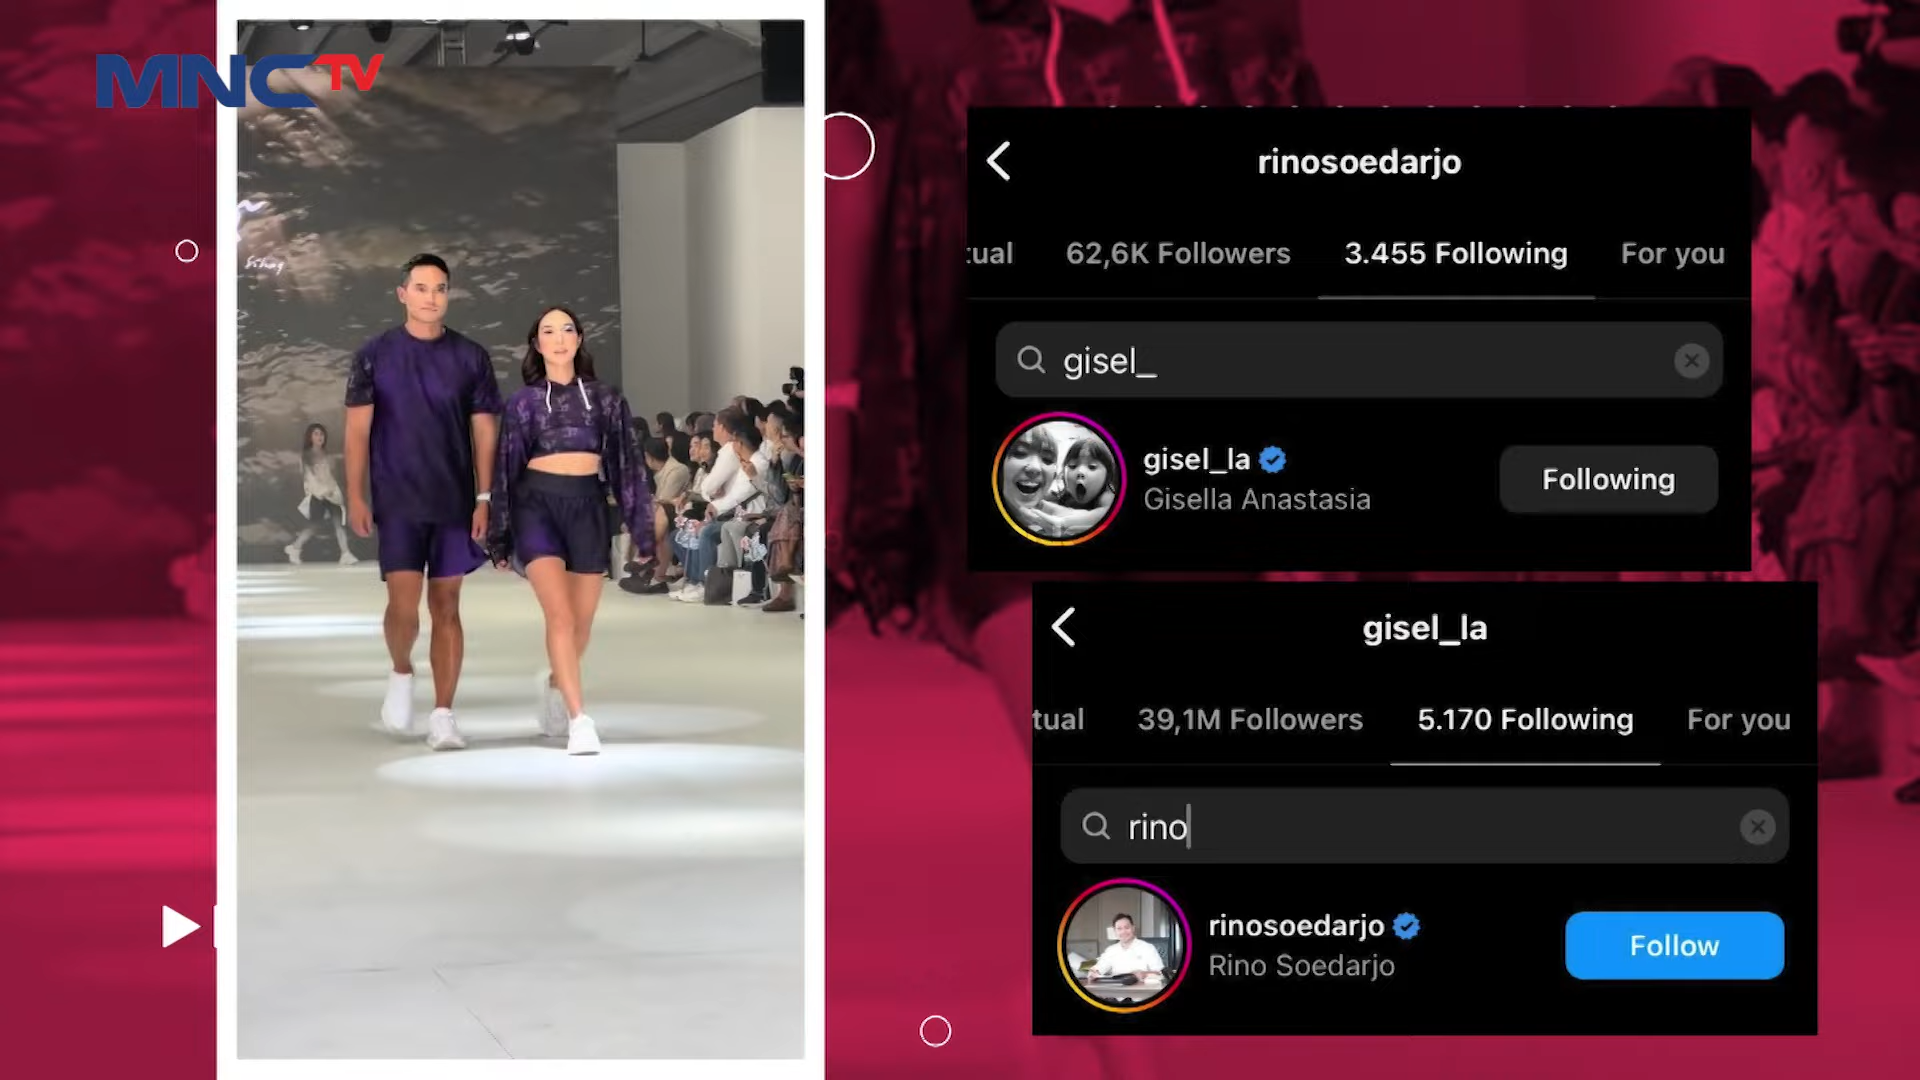 MNCTV
rinosoedarjo
tual
62,6K Followers
3.455 Following
For you
gisel_
gisel_la
Gisella Anastasia
Following
gisel_la
tual
39,1M Followers
5.170 Following
For you
rino
rinosoedarjo
Rino Soedarjo
Follow